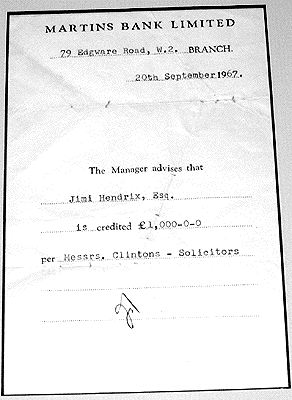 MARTINS BANK LIMITED
79 Edgware Road, W.2. BRANCH.
20th September 1967.
The Manager advises that
Jimi Hendrix, Esq.
is credited £1,000-0-0
per Messrs. Clintons - Solicitors